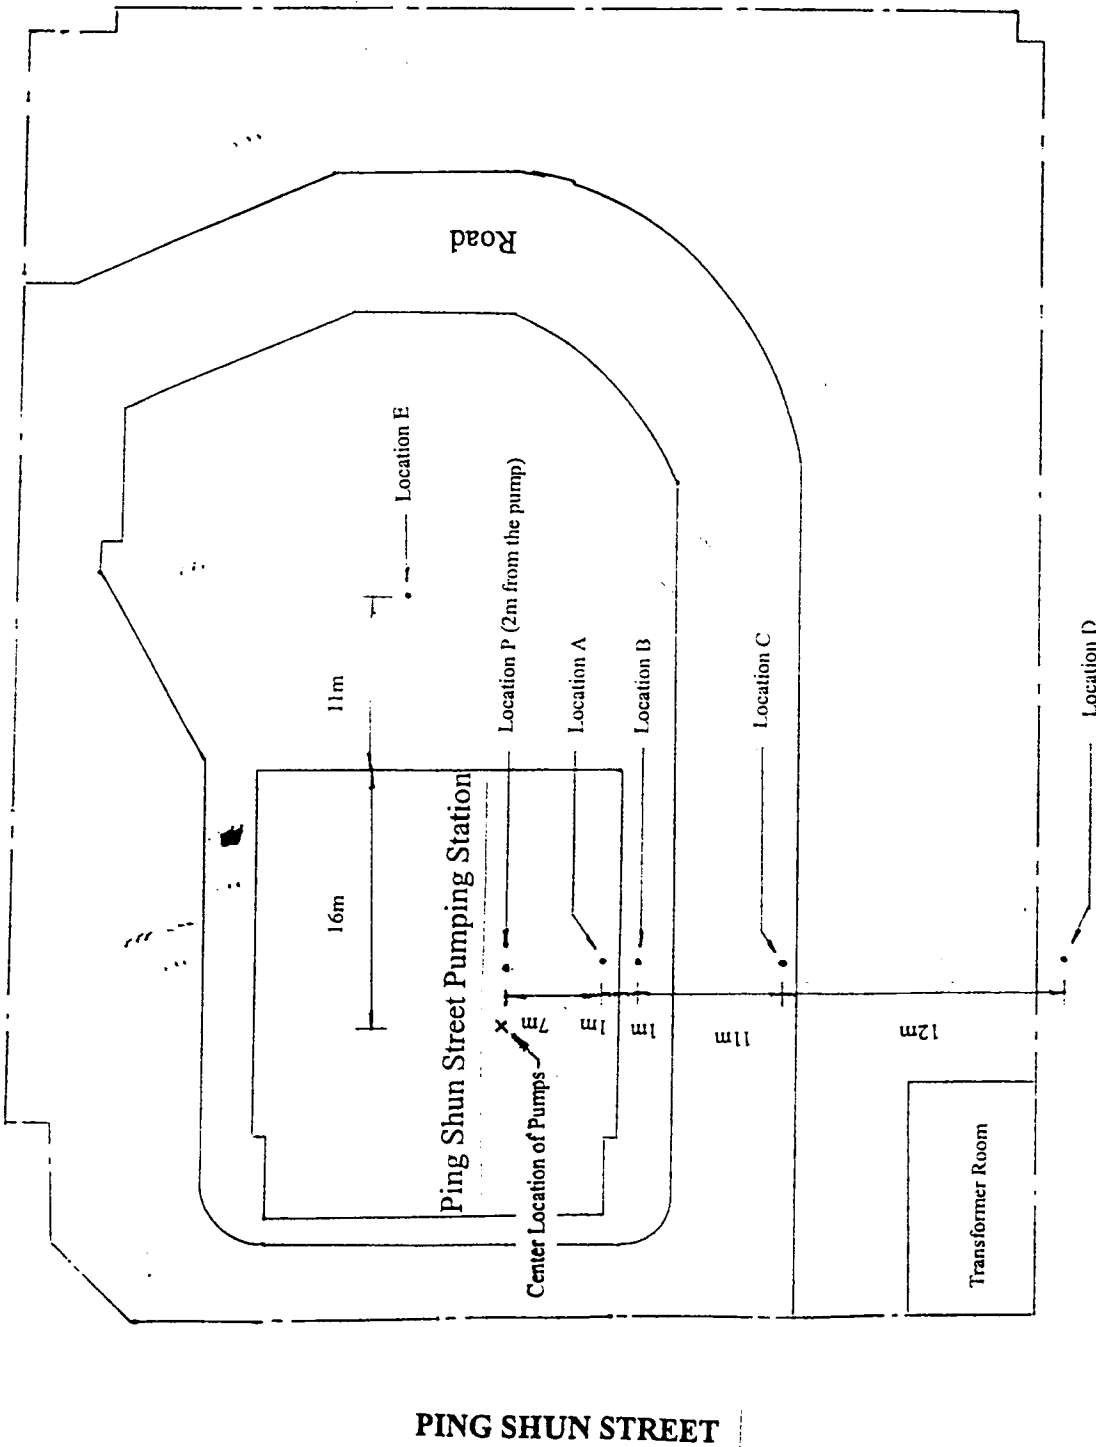 Road
Location E
Location P (2m from the pump)
Location A
Location B
Location C
Location D
11m
16m
Ping Shun Street Pumping Station
Center Location of Pumps
7m
1m
1m
11m
12m
Transformer Room
PING SHUN STREET